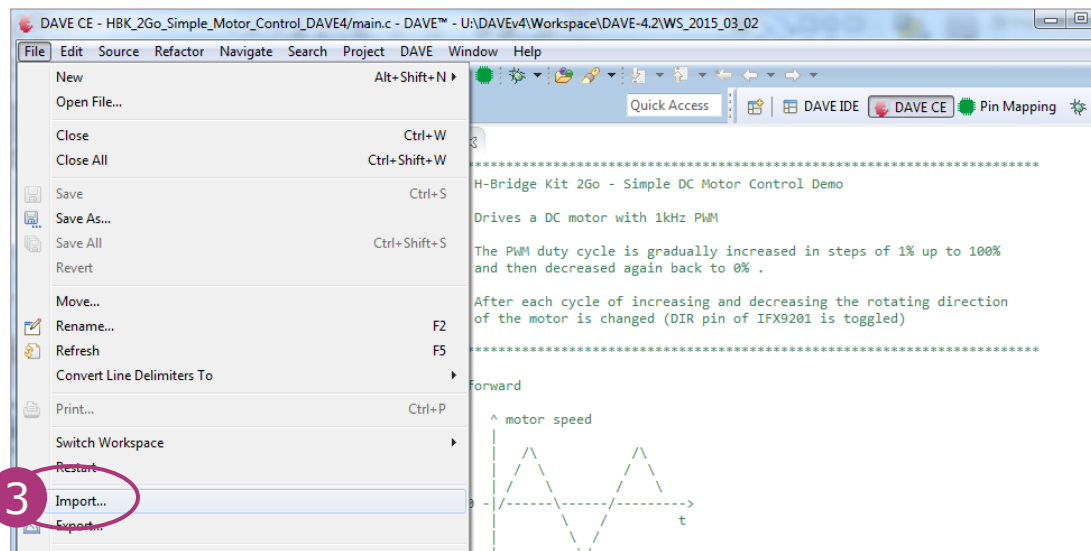 DAVE CE - HBK_2Go_Simple_Motor_Control_DAVE4/main.c - DAVE™ - U:\DAVEv4\Workspace\DAVE-4.2\WS_2015_03_02
File Edit Source Refactor Navigate Search Project DAVE Window Help
New Alt+Shift+N
Open File...
Quick Access DAVE IDE DAVE CE Pin Mapping
Close Ctrl+W
Close All Ctrl+Shift+W
Save Ctrl+S
Save As...
Save All Ctrl+Shift+S
Revert
Move...
Rename... F2
Refresh F5
Convert Line Delimiters To
Print... Ctrl+P
Switch Workspace
Restart
3
Import...
Export...
H-Bridge Kit 2Go - Simple DC Motor Control Demo
Drives a DC motor with 1kHz PWM
The PWM duty cycle is gradually increased in steps of 1% up to 100%
and then decreased again back to 0% .
After each cycle of increasing and decreasing the rotating direction
of the motor is changed (DIR pin of IFX9201 is toggled)
forward
^ motor speed
t